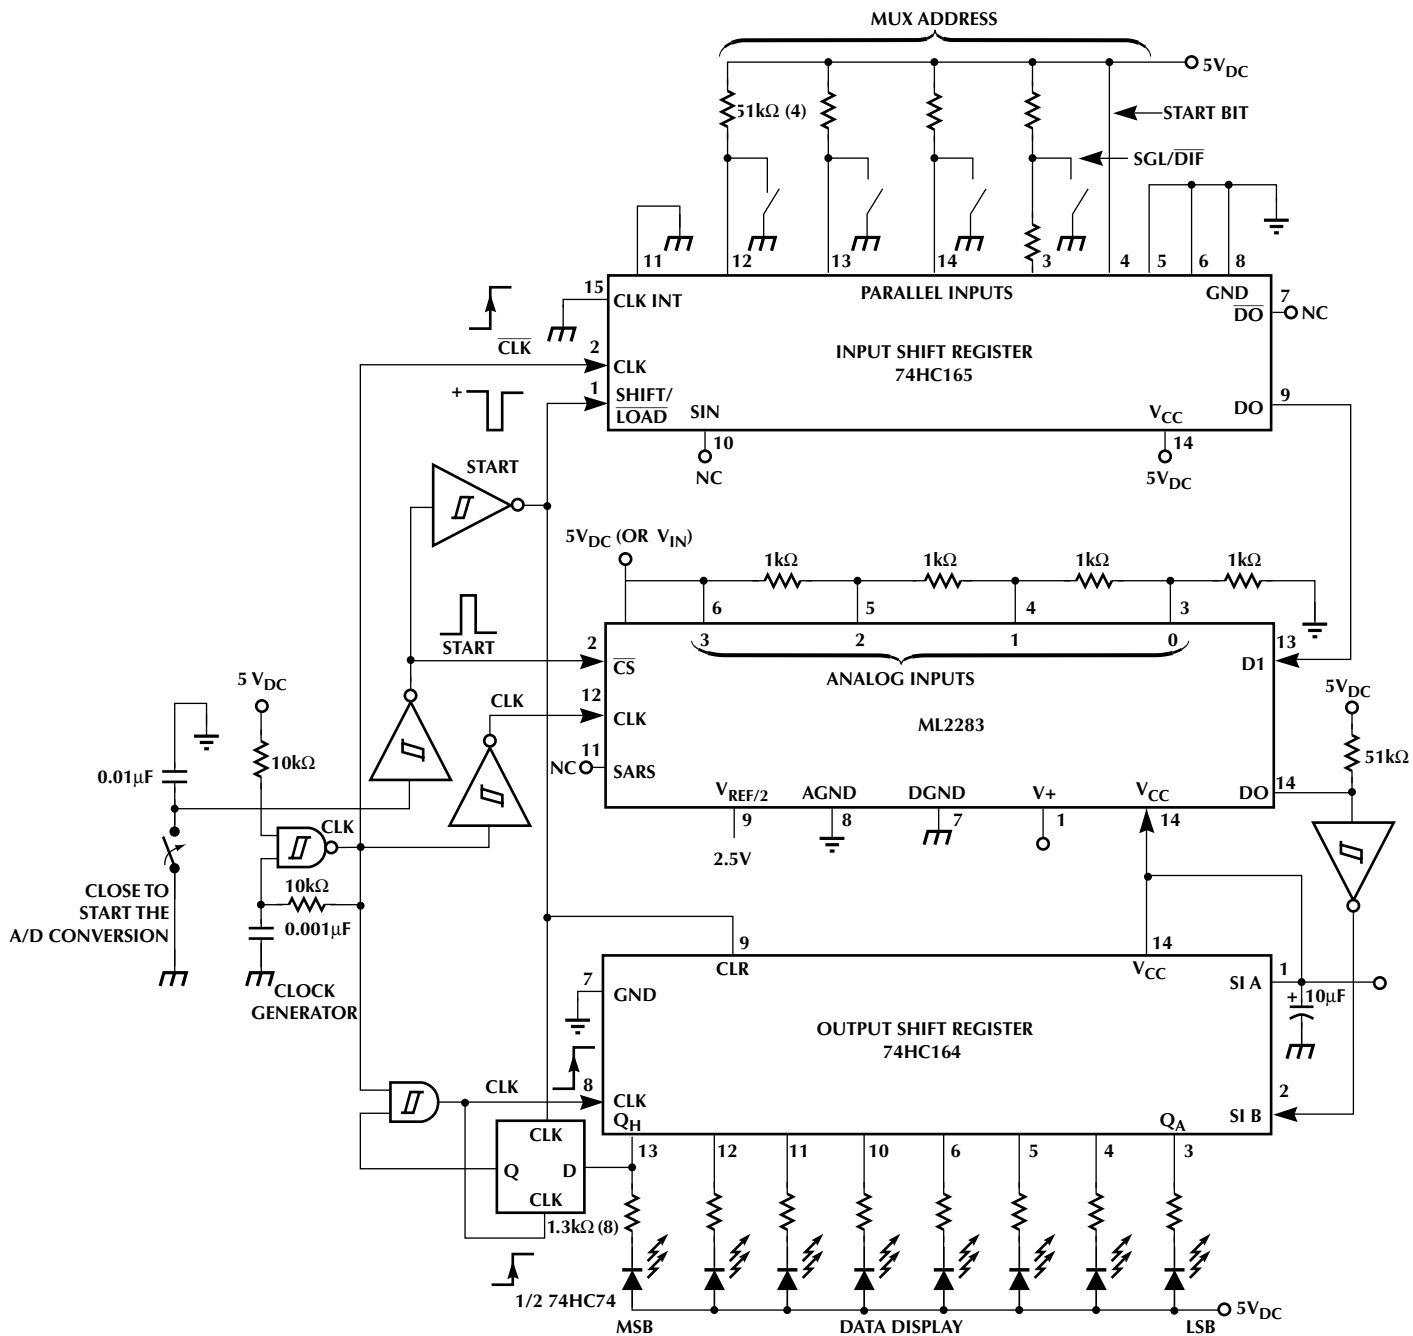 MUX ADDRESS
5VDC
51kΩ (4)
START BIT
SGL/DIF
11 12 13 14 3 4 5 6 8
15 CLK INT
PARALLEL INPUTS
GND
7
DO
NC
CLK
2
CLK
INPUT SHIFT REGISTER
74HC165
+
1
SHIFT/
LOAD
SIN
VCC
DO
9
10
NC
14
5VDC
START
5VDC (OR VIN)
1kΩ 1kΩ 1kΩ 1kΩ
6 5 4 3
START
2
CS
3 2 1 0
13
D1
ANALOG INPUTS
5 VDC
CLK
12
CLK
ML2283
5VDC
10kΩ
0.01µF
NC
11
SARS
51kΩ
VREF/2
AGND
DGND
V+
VCC
DO
14
9 8 7 1 14
2.5V
CLK
CLOSE TO
START THE
A/D CONVERSION
10kΩ
0.001µF
CLOCK
GENERATOR
9
CLR
14
VCC
7
GND
SI A
1
+ 10µF
OUTPUT SHIFT REGISTER
74HC164
CLK
8
CLK
QH
QA
2
SI B
CLK
Q D
CLK
13 12 11 10 6 5 4 3
1.3kΩ (8)
1/2 74HC74
5VDC
MSB
DATA DISPLAY
LSB